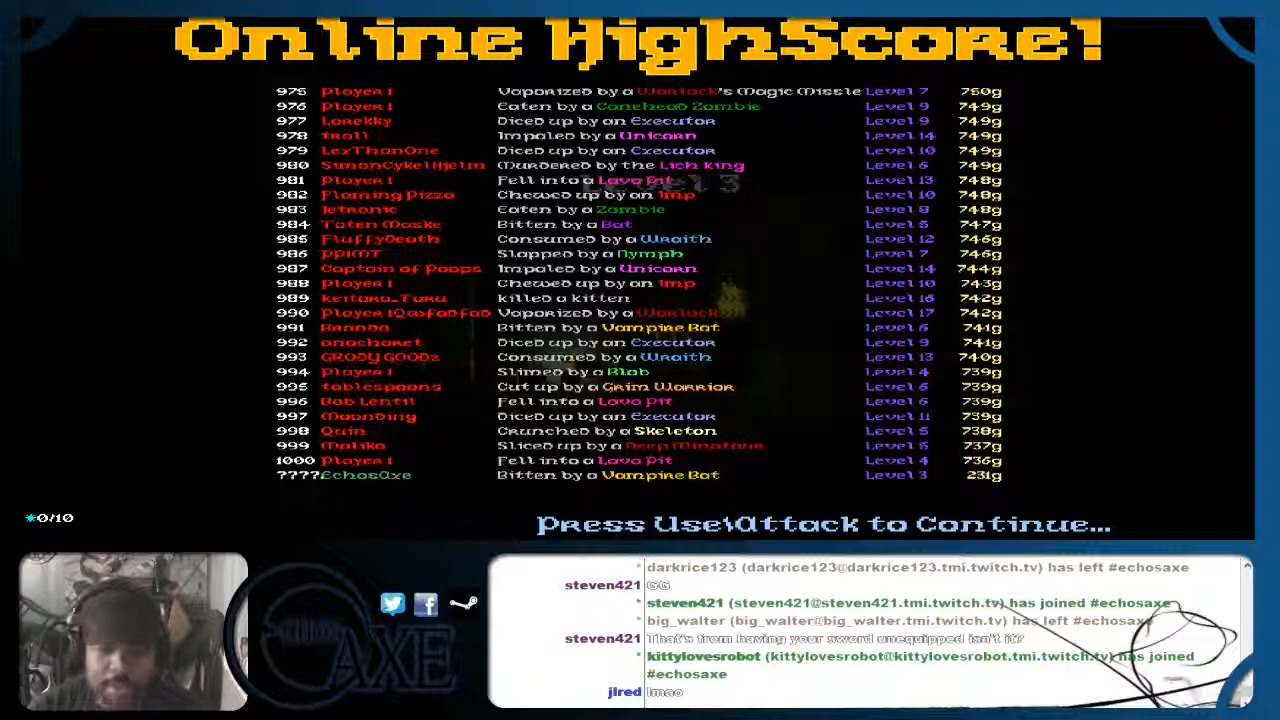 Online HighScore!
975 Player 1 Vaporized by a Warlock's Magic Missle Level 7 750g
976 Player 1 Eaten by a Conehead Zombie Level 9 749g
977 Lorekky Diced up by an Executor Level 9 749g
978 troll Impaled by a Unicorn Level 14 749g
979 LexThanOne Diced up by an Executor Level 10 749g
980 SimonCykelHjelm Murdered by the Lich King Level 6 749g
981 Player 1 Fell into a Lava Pit Level 13 748g
982 Flaming Pizza Chewed up by an Imp Level 10 748g
983 Jetronic Eaten by a Zombie Level 8 748g
984 Taten Maske Bitten by a Bat Level 5 747g
985 FluffyDeath Consumed by a Wraith Level 12 746g
986 Slapped by a Nymph Level 7 746g
987 Captain of Poops Impaled by a Unicorn Level 14 744g
988 Player 1 Chewed up by an Imp Level 10 743g
989 killed a kitten 742g
990 Vaporized by a Warlock Level 17 742g
991 Branda Bitten by a Vampire Bat Level 6 741g
992 anachoret Diced up by an Executor Level 9 741g
993 GRODY GOODz Consumed by a Wraith Level 13 740g
994 Player 1 Slimed by a Blob Level 4 739g
995 tablespoons Cut up by a Grim Warrior Level 6 739g
996 Bob Lentil Fell into a Lava Pit Level 6 739g
997 Diced up by an Executor Level 11 739g
998 Quin Crunched by a Skeleton Level 5 738g
999 Maliko Sliced up by a Deep Minotaur Level 5 737g
1000 Player 1 Fell into a Lava Pit Level 4 736g
???? EchosAxe Bitten by a Vampire Bat Level 3 231g
Level 3
0/10
Press Use\Attack to Continue...
* darkrice123 (darkrice123@darkrice123.tmi.twitch.tv) has left #echosaxe
steven421 GG
* steven421 (steven421@steven421.tmi.twitch.tv) has joined #echosaxe
* big_walter (big_walter@big_walter.tmi.twitch.tv) has left #echosaxe
steven421 That's from having your sword unequipped isn't it?
* kittylovesrobot (kittylovesrobot@kittylovesrobot.tmi.twitch.tv) has joined
#echosaxe
jlred lmao
AXE